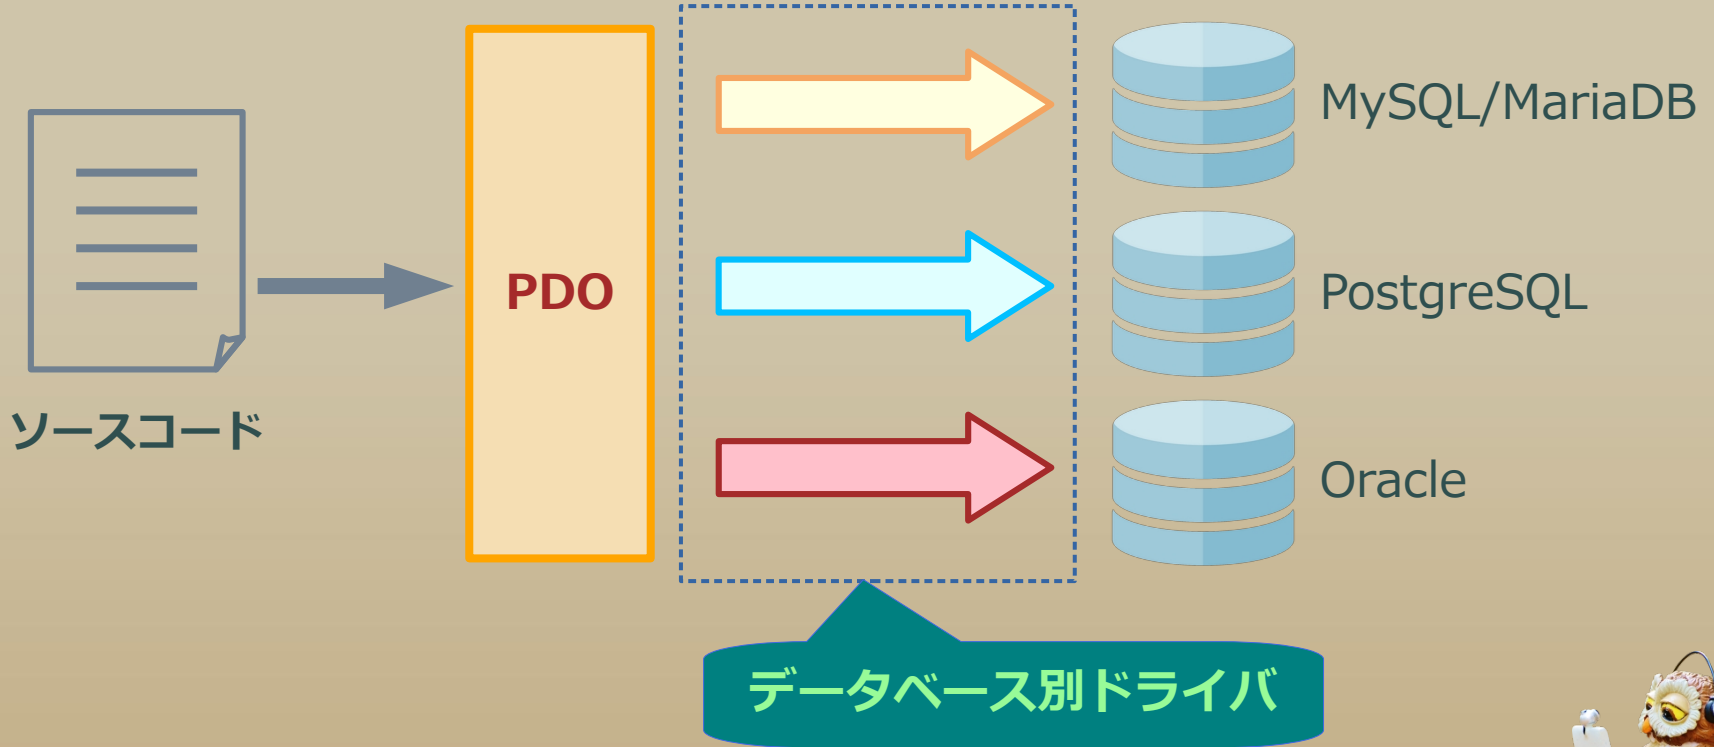 MySQL/MariaDB
PDO
PostgreSQL
ソースコード
Oracle
データベース別ドライバ